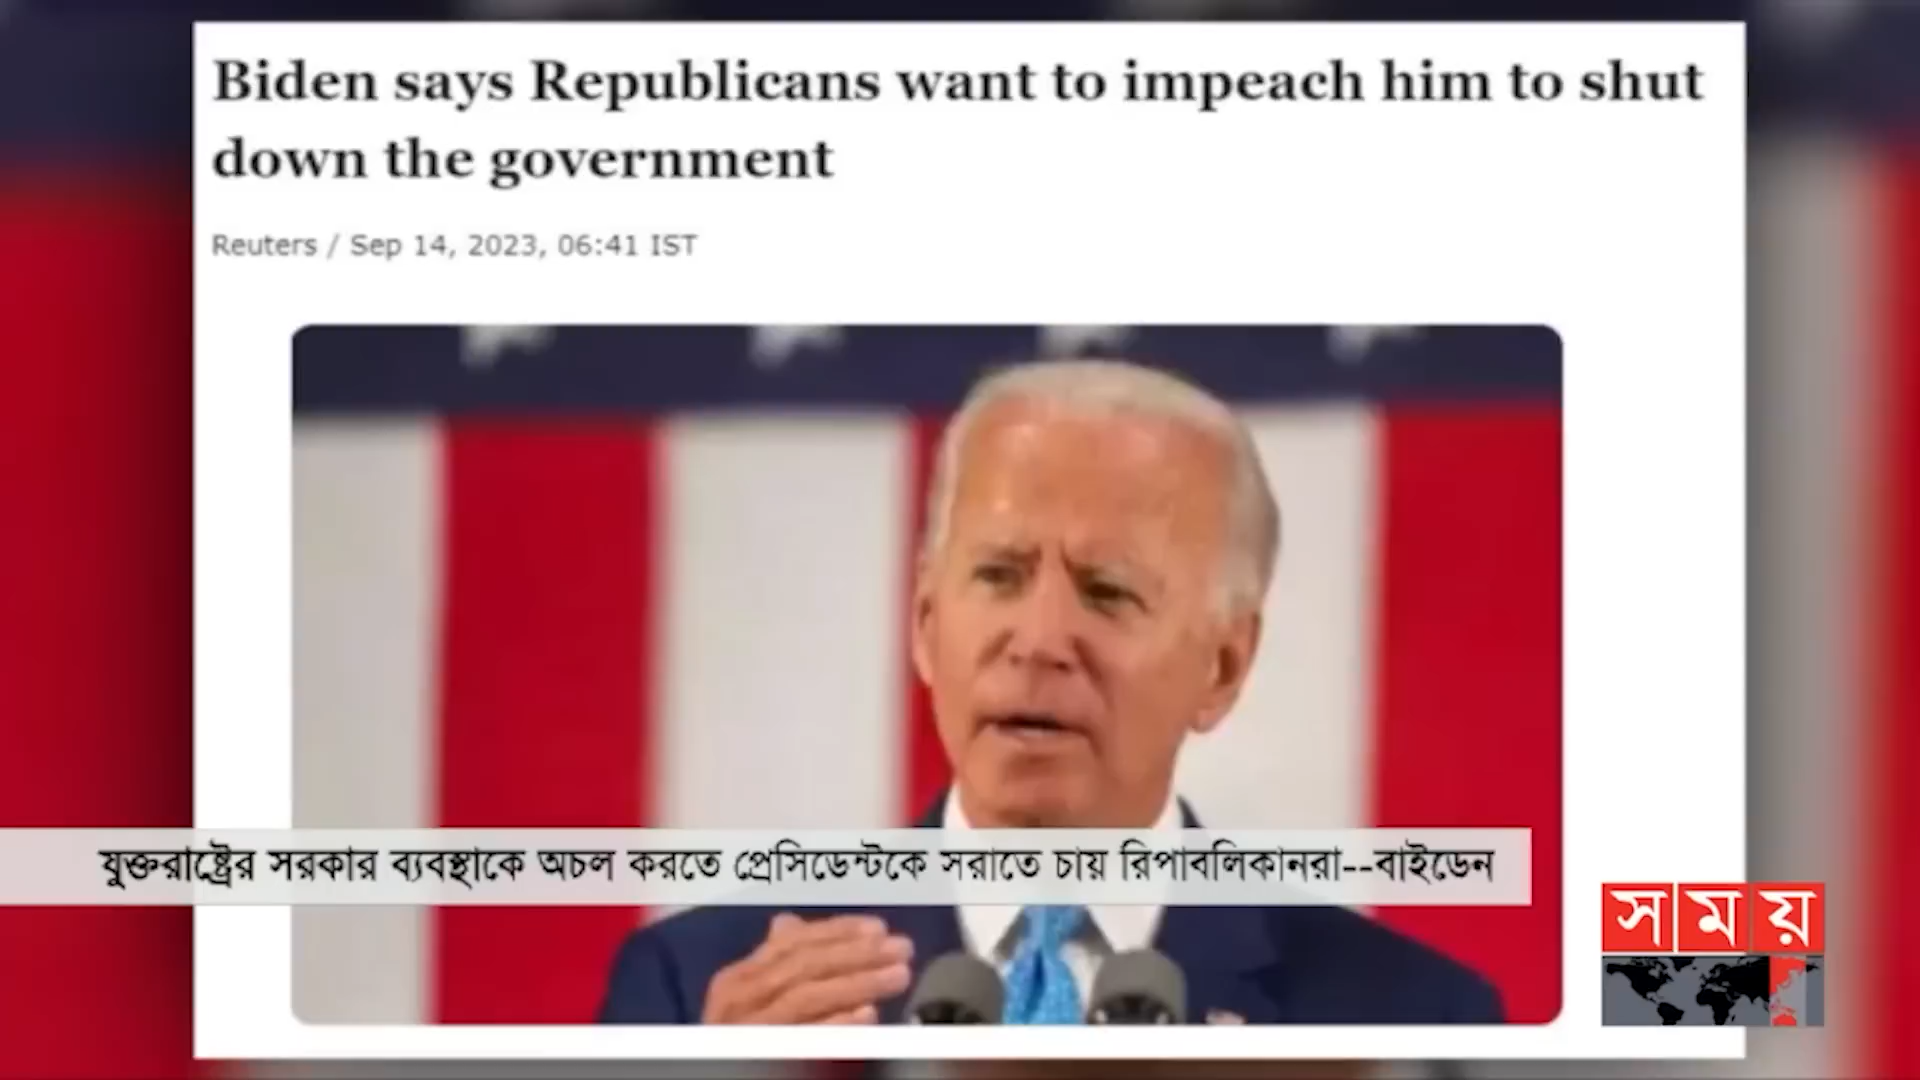 Biden says Republicans want to impeach him to shut
down the government
Reuters / Sep 14, 2023, 06:41 IST
যুক্তরাষ্ট্রের সরকার ব্যবস্থাকে অচল করতে প্রেসিডেন্টকে সরাতে চায় রিপাবলিকানরা--বাইডেন
সময়